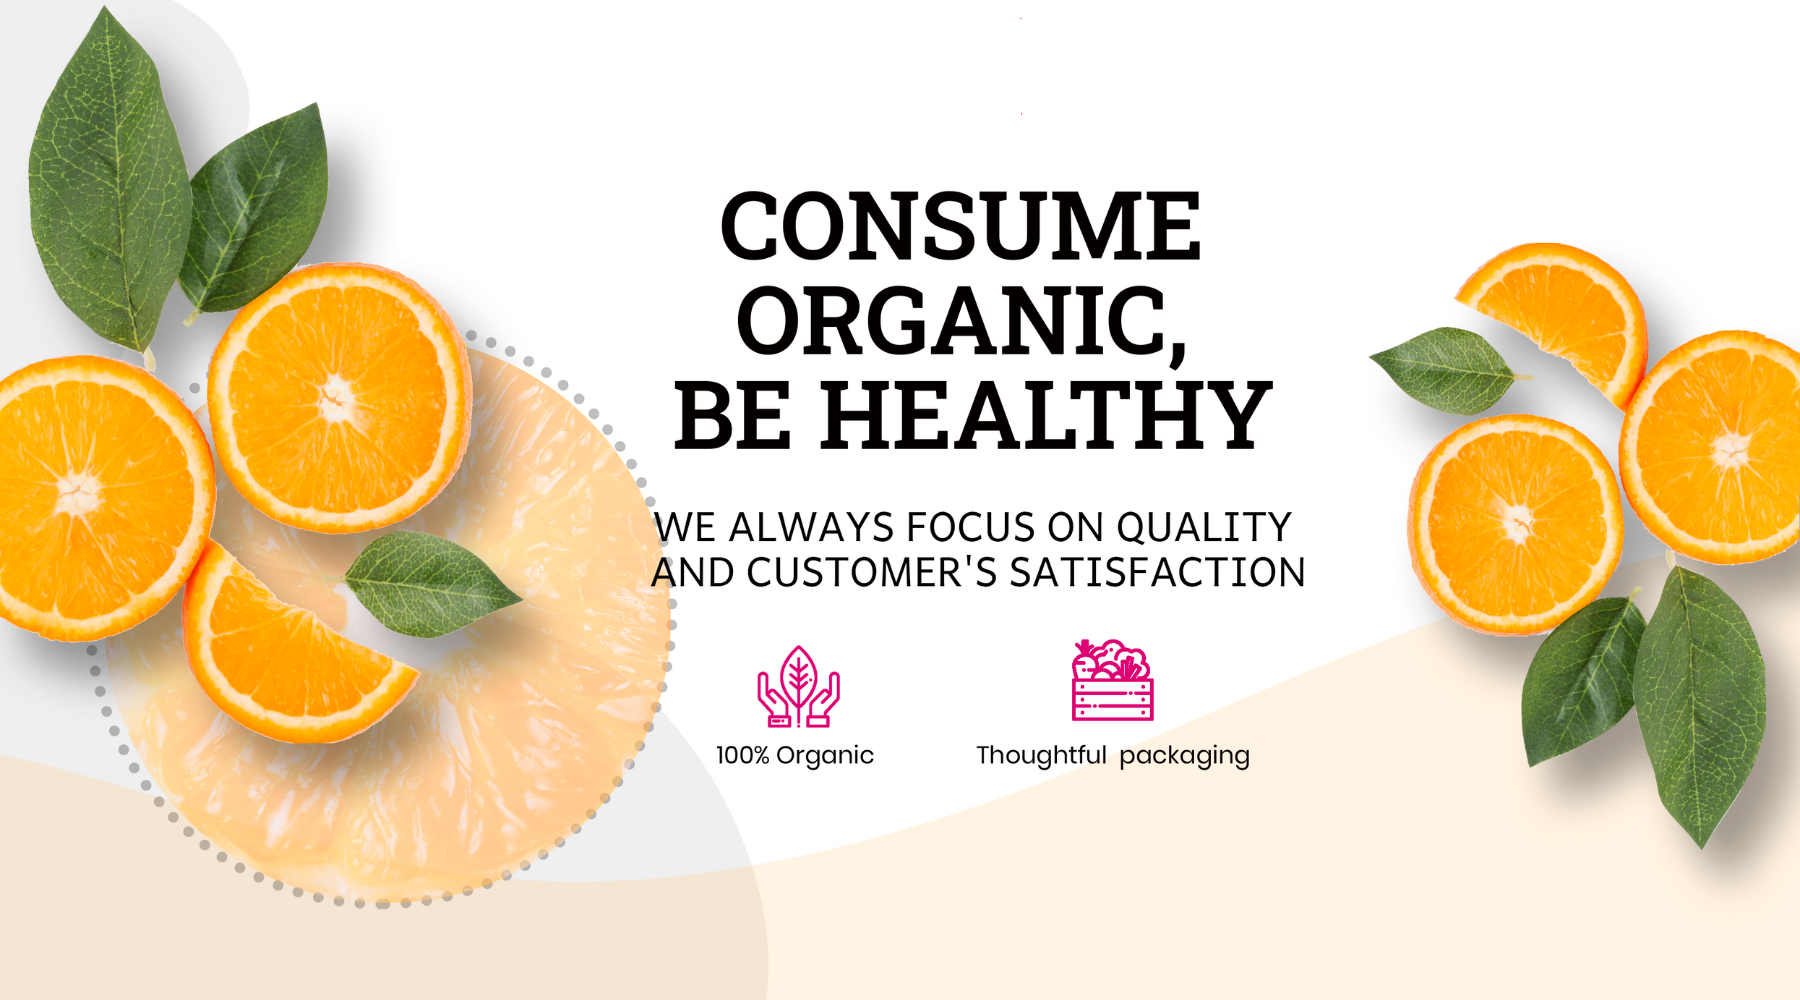 CONSUME
ORGANIC,
BE HEALTHY
WE ALWAYS FOCUS ON QUALITY
AND CUSTOMER'S SATISFACTION
100% Organic
Thoughtful packaging